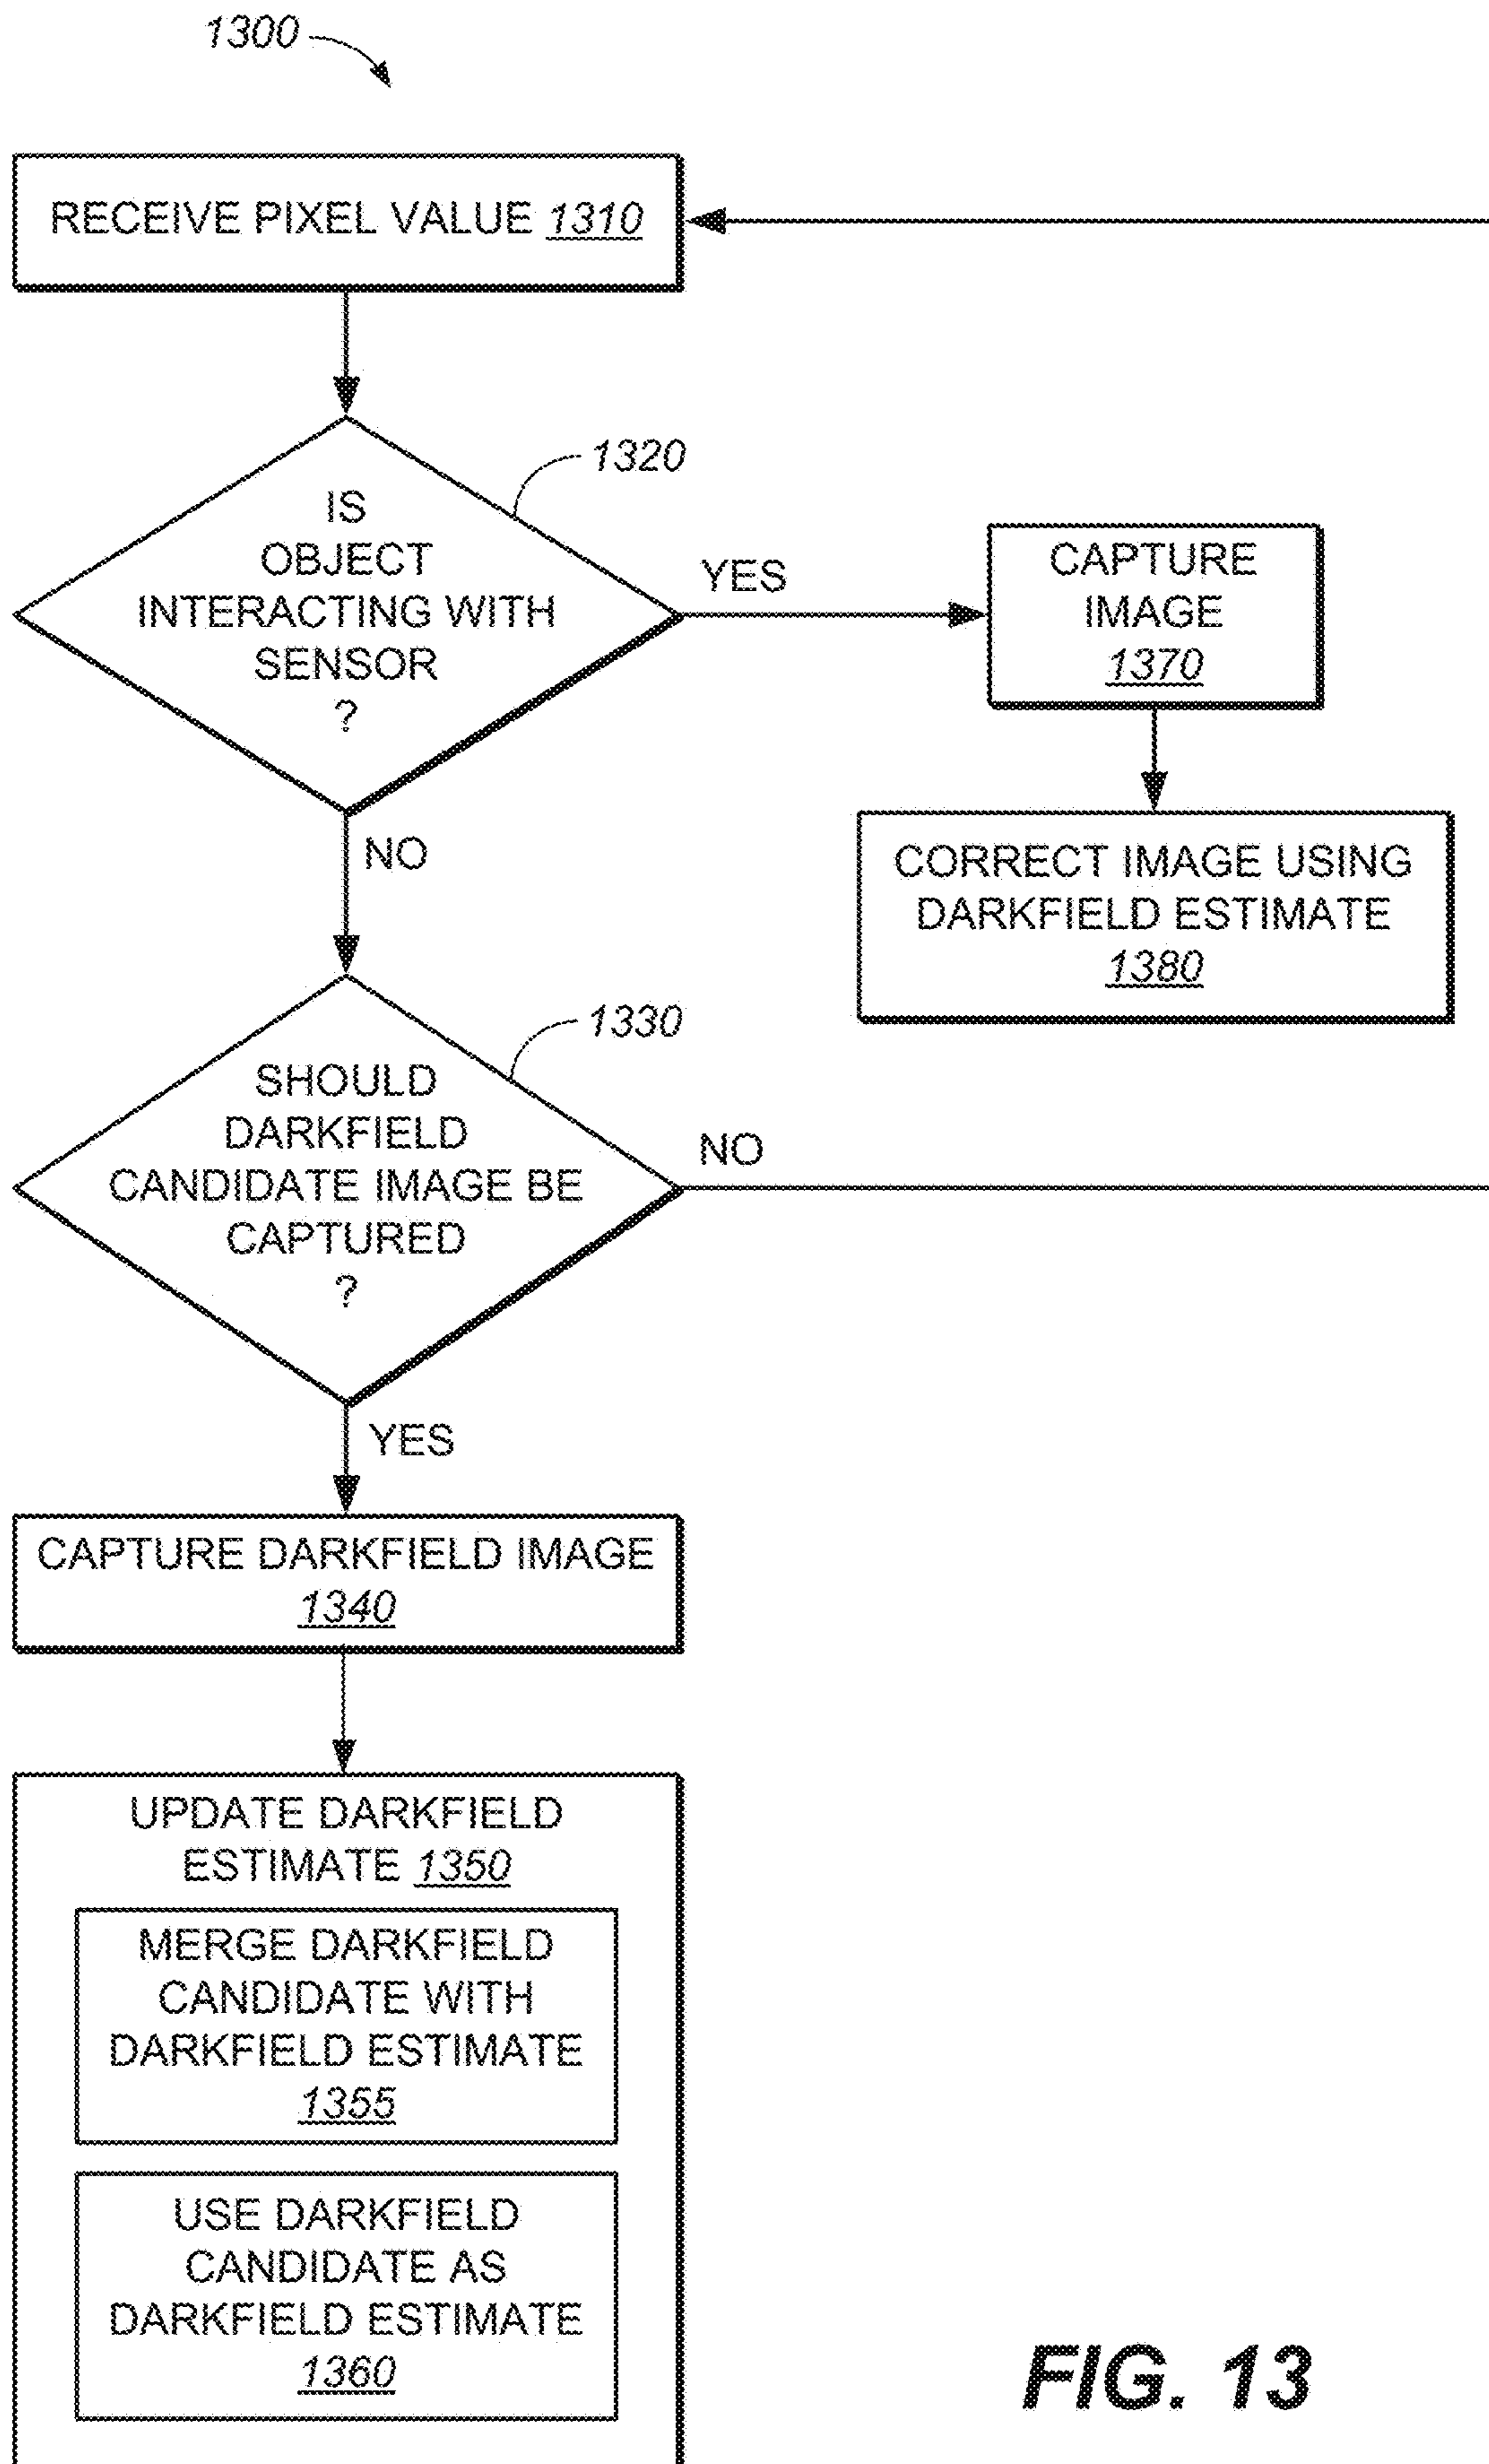 1300
RECEIVE PIXEL VALUE 1310
1320
IS
OBJECT
INTERACTING WITH
SENSOR
?
YES
CAPTURE
IMAGE
1370
NO
CORRECT IMAGE USING
DARKFIELD ESTIMATE
1380
1330
SHOULD
DARKFIELD
CANDIDATE IMAGE BE
CAPTURED
?
NO
YES
CAPTURE DARKFIELD IMAGE
1340
UPDATE DARKFIELD
ESTIMATE 1350
MERGE DARKFIELD
CANDIDATE WITH
DARKFIELD ESTIMATE
1355
USE DARKFIELD
CANDIDATE AS
DARKFIELD ESTIMATE
1360
FIG. 13